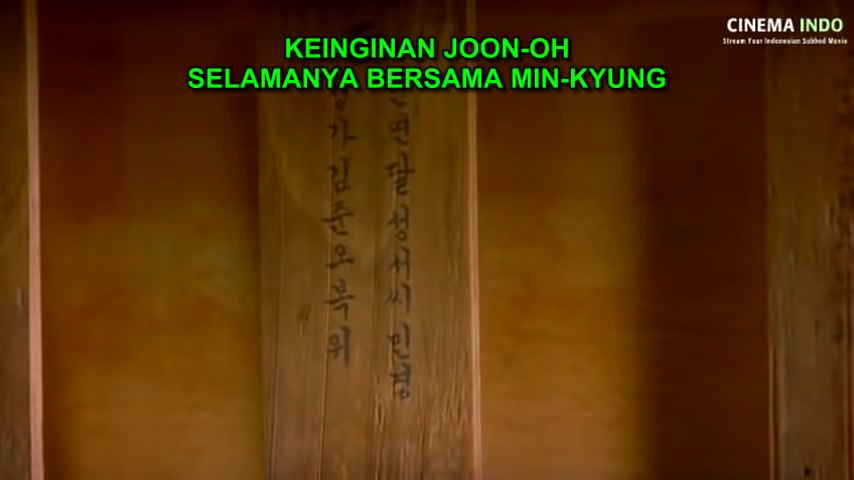 CINEMA INDO
Stream Your Indonesian Subbed Movie
KEINGINAN JOON-OH
SELAMANYA BERSAMA MIN-KYUNG
연달성서씨민경
가김준오복위